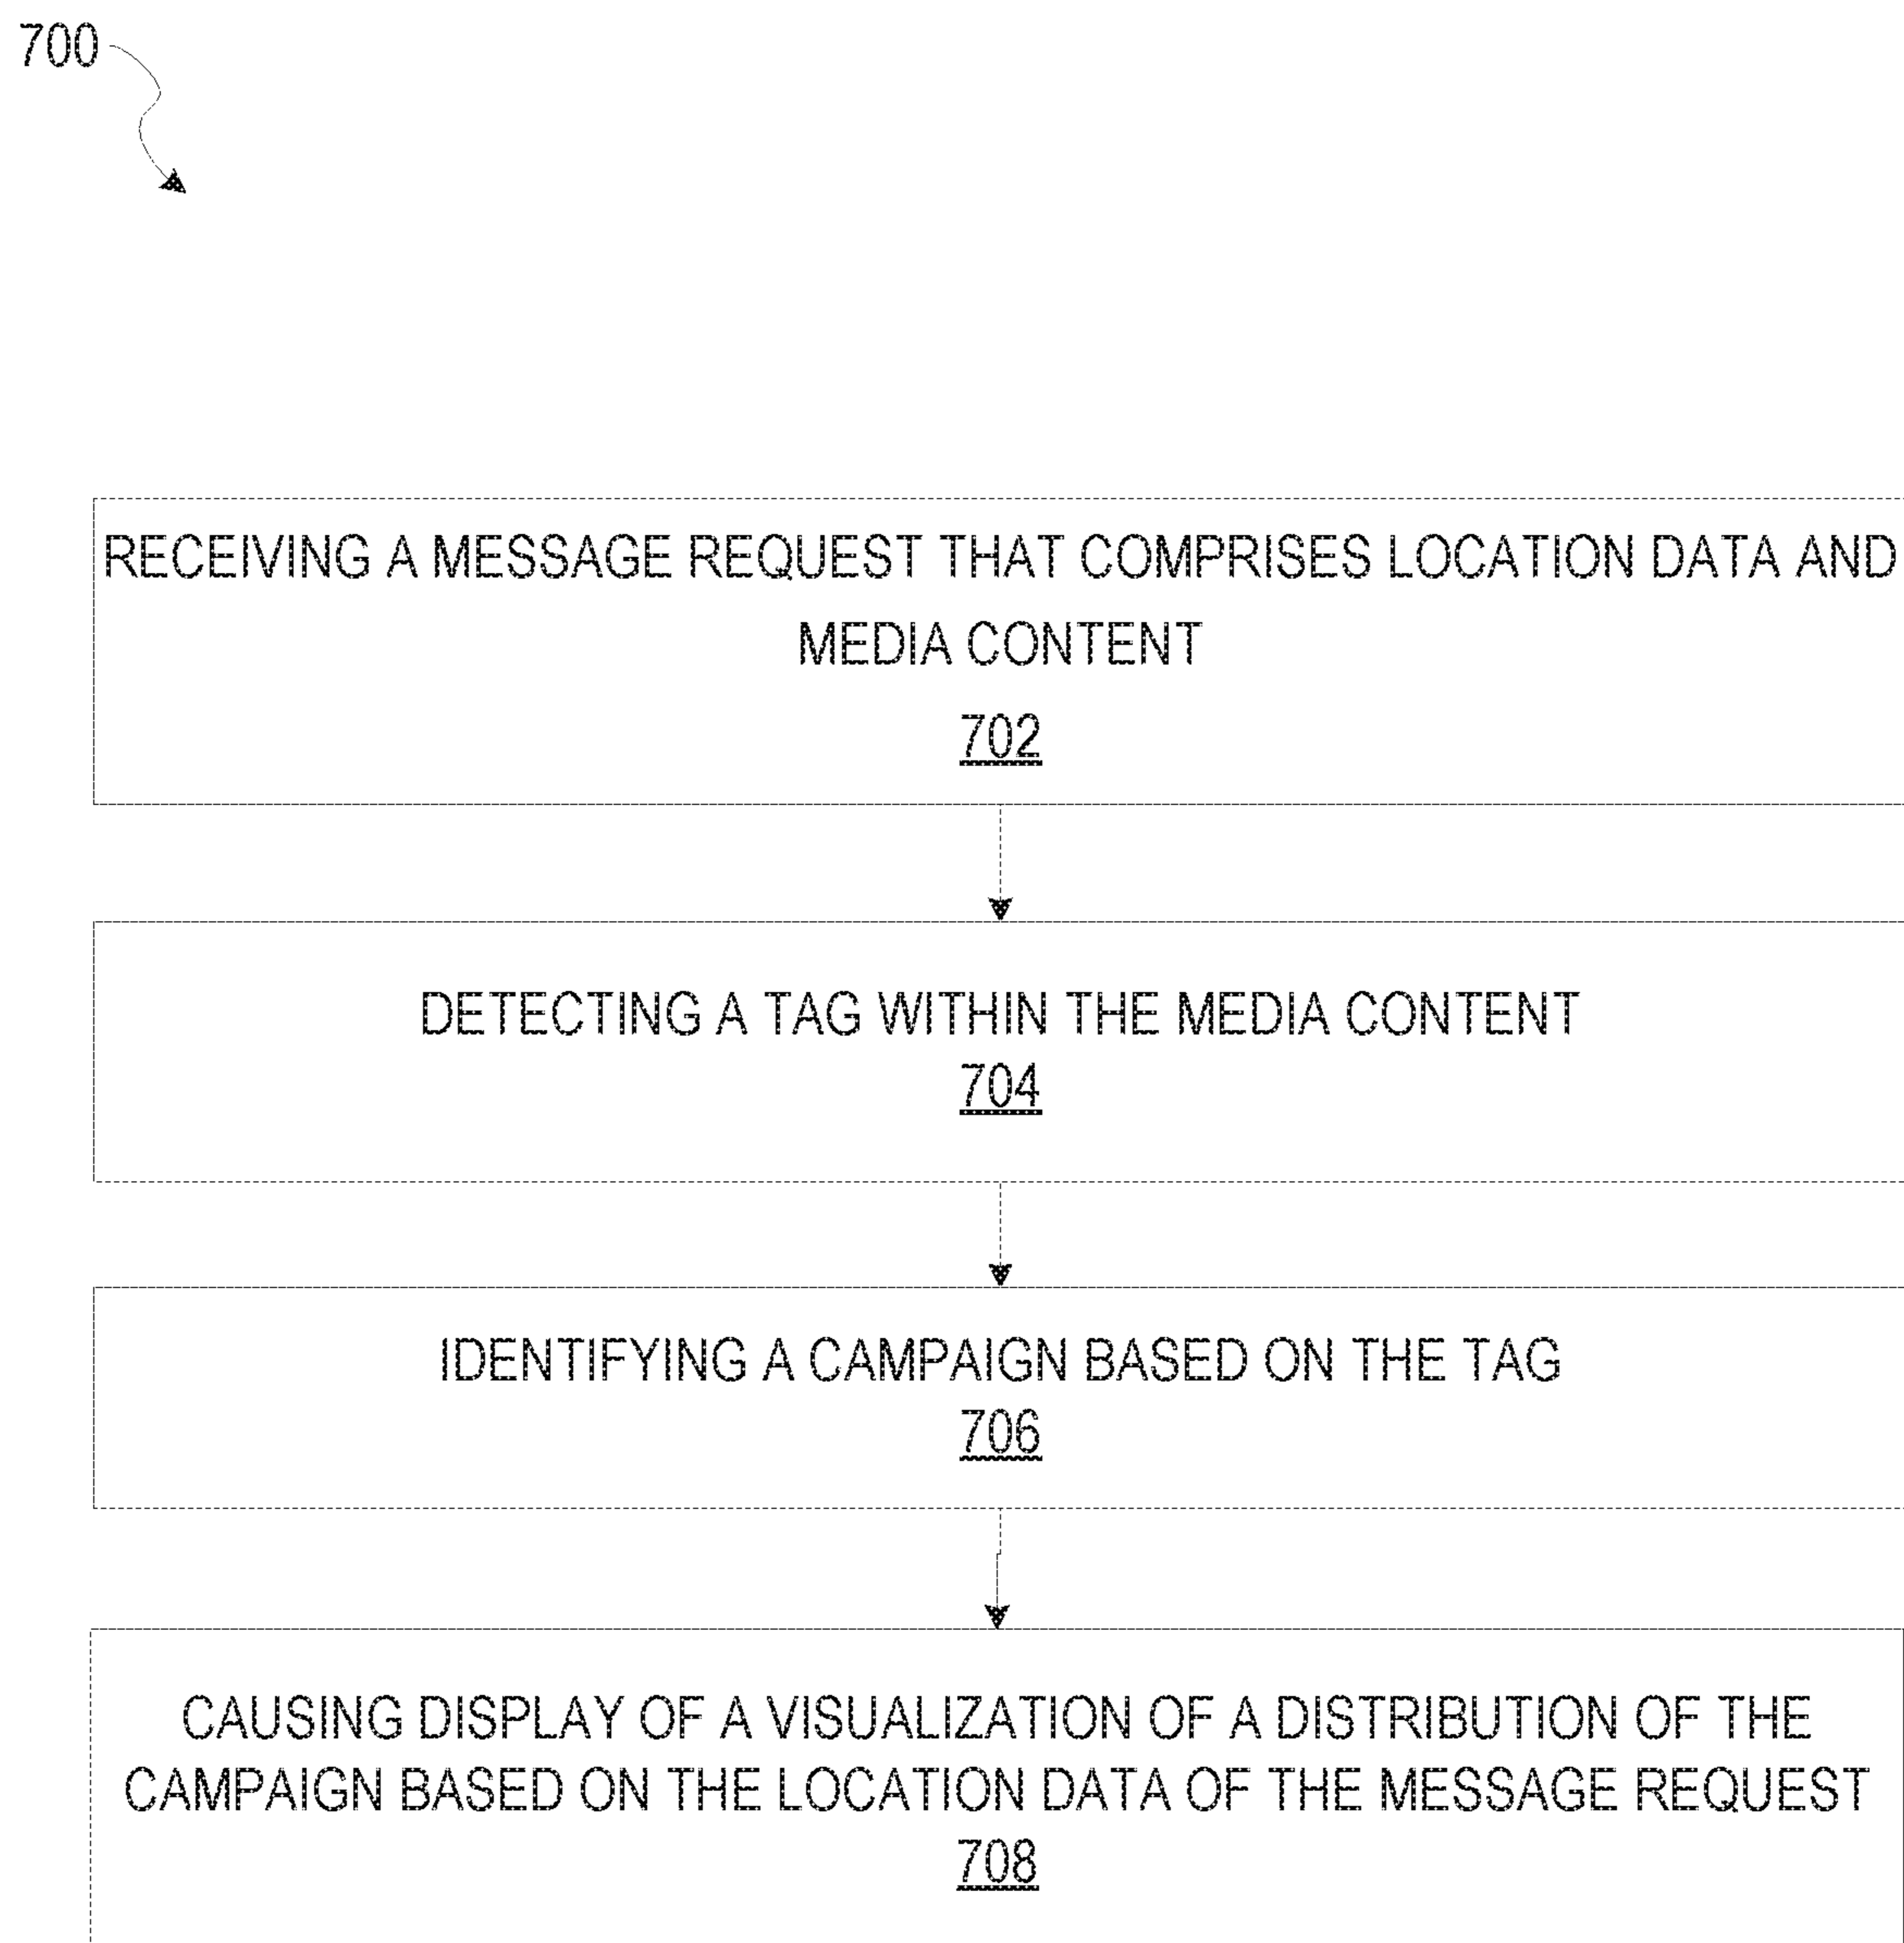 700
RECEIVING A MESSAGE REQUEST THAT COMPRISES LOCATION DATA AND
MEDIA CONTENT
702
DETECTING A TAG WITHIN THE MEDIA CONTENT
704
IDENTIFYING A CAMPAIGN BASED ON THE TAG
706
CAUSING DISPLAY OF A VISUALIZATION OF A DISTRIBUTION OF THE
CAMPAIGN BASED ON THE LOCATION DATA OF THE MESSAGE REQUEST
708